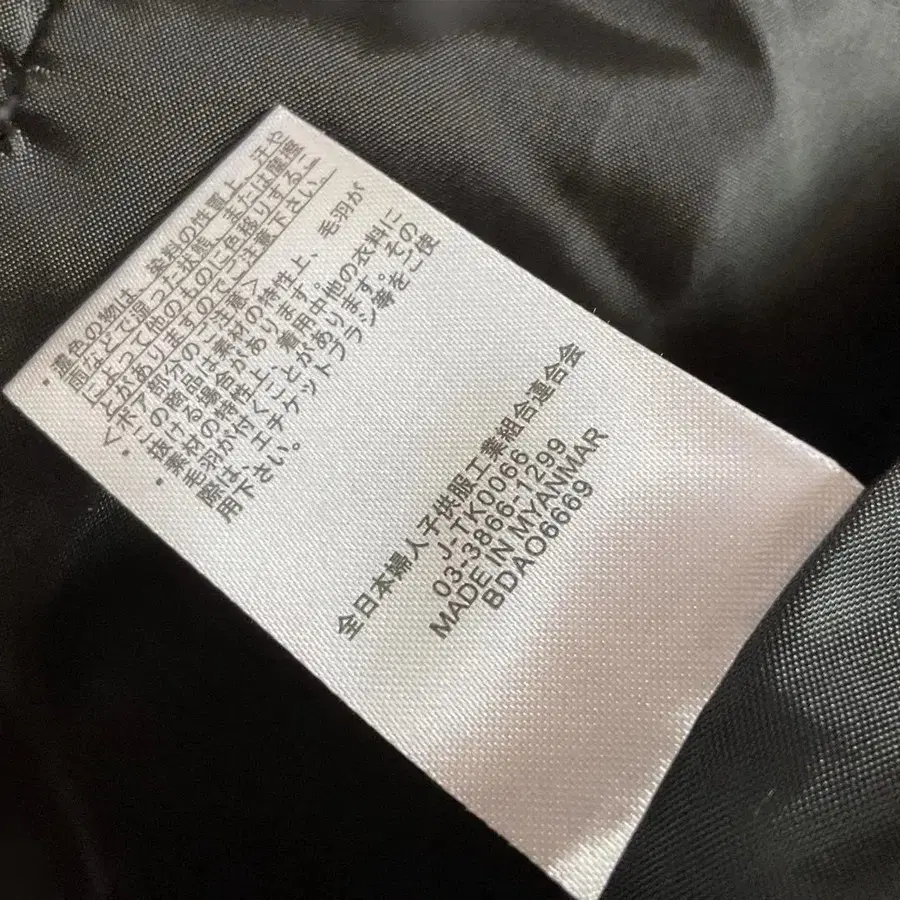 ・濃色の物は、染料の性質上、汗や
雨などで湿った状態、または摩擦
によって他のものに色移りするこ
とがありますのでご注意下さい。
＜ボア部分のご注意＞
・この商品は素材の特性上、毛羽が
抜ける場合があります。
・素材の特性上、着用中他の衣料に
毛羽が付くことがあります。その
際は、エチケットブラシ等をご使
用下さい。
全日本婦人子供服工業組合連合会
J-TK0066
03-3866-1299
MADE IN MYANMAR
BDAO6669